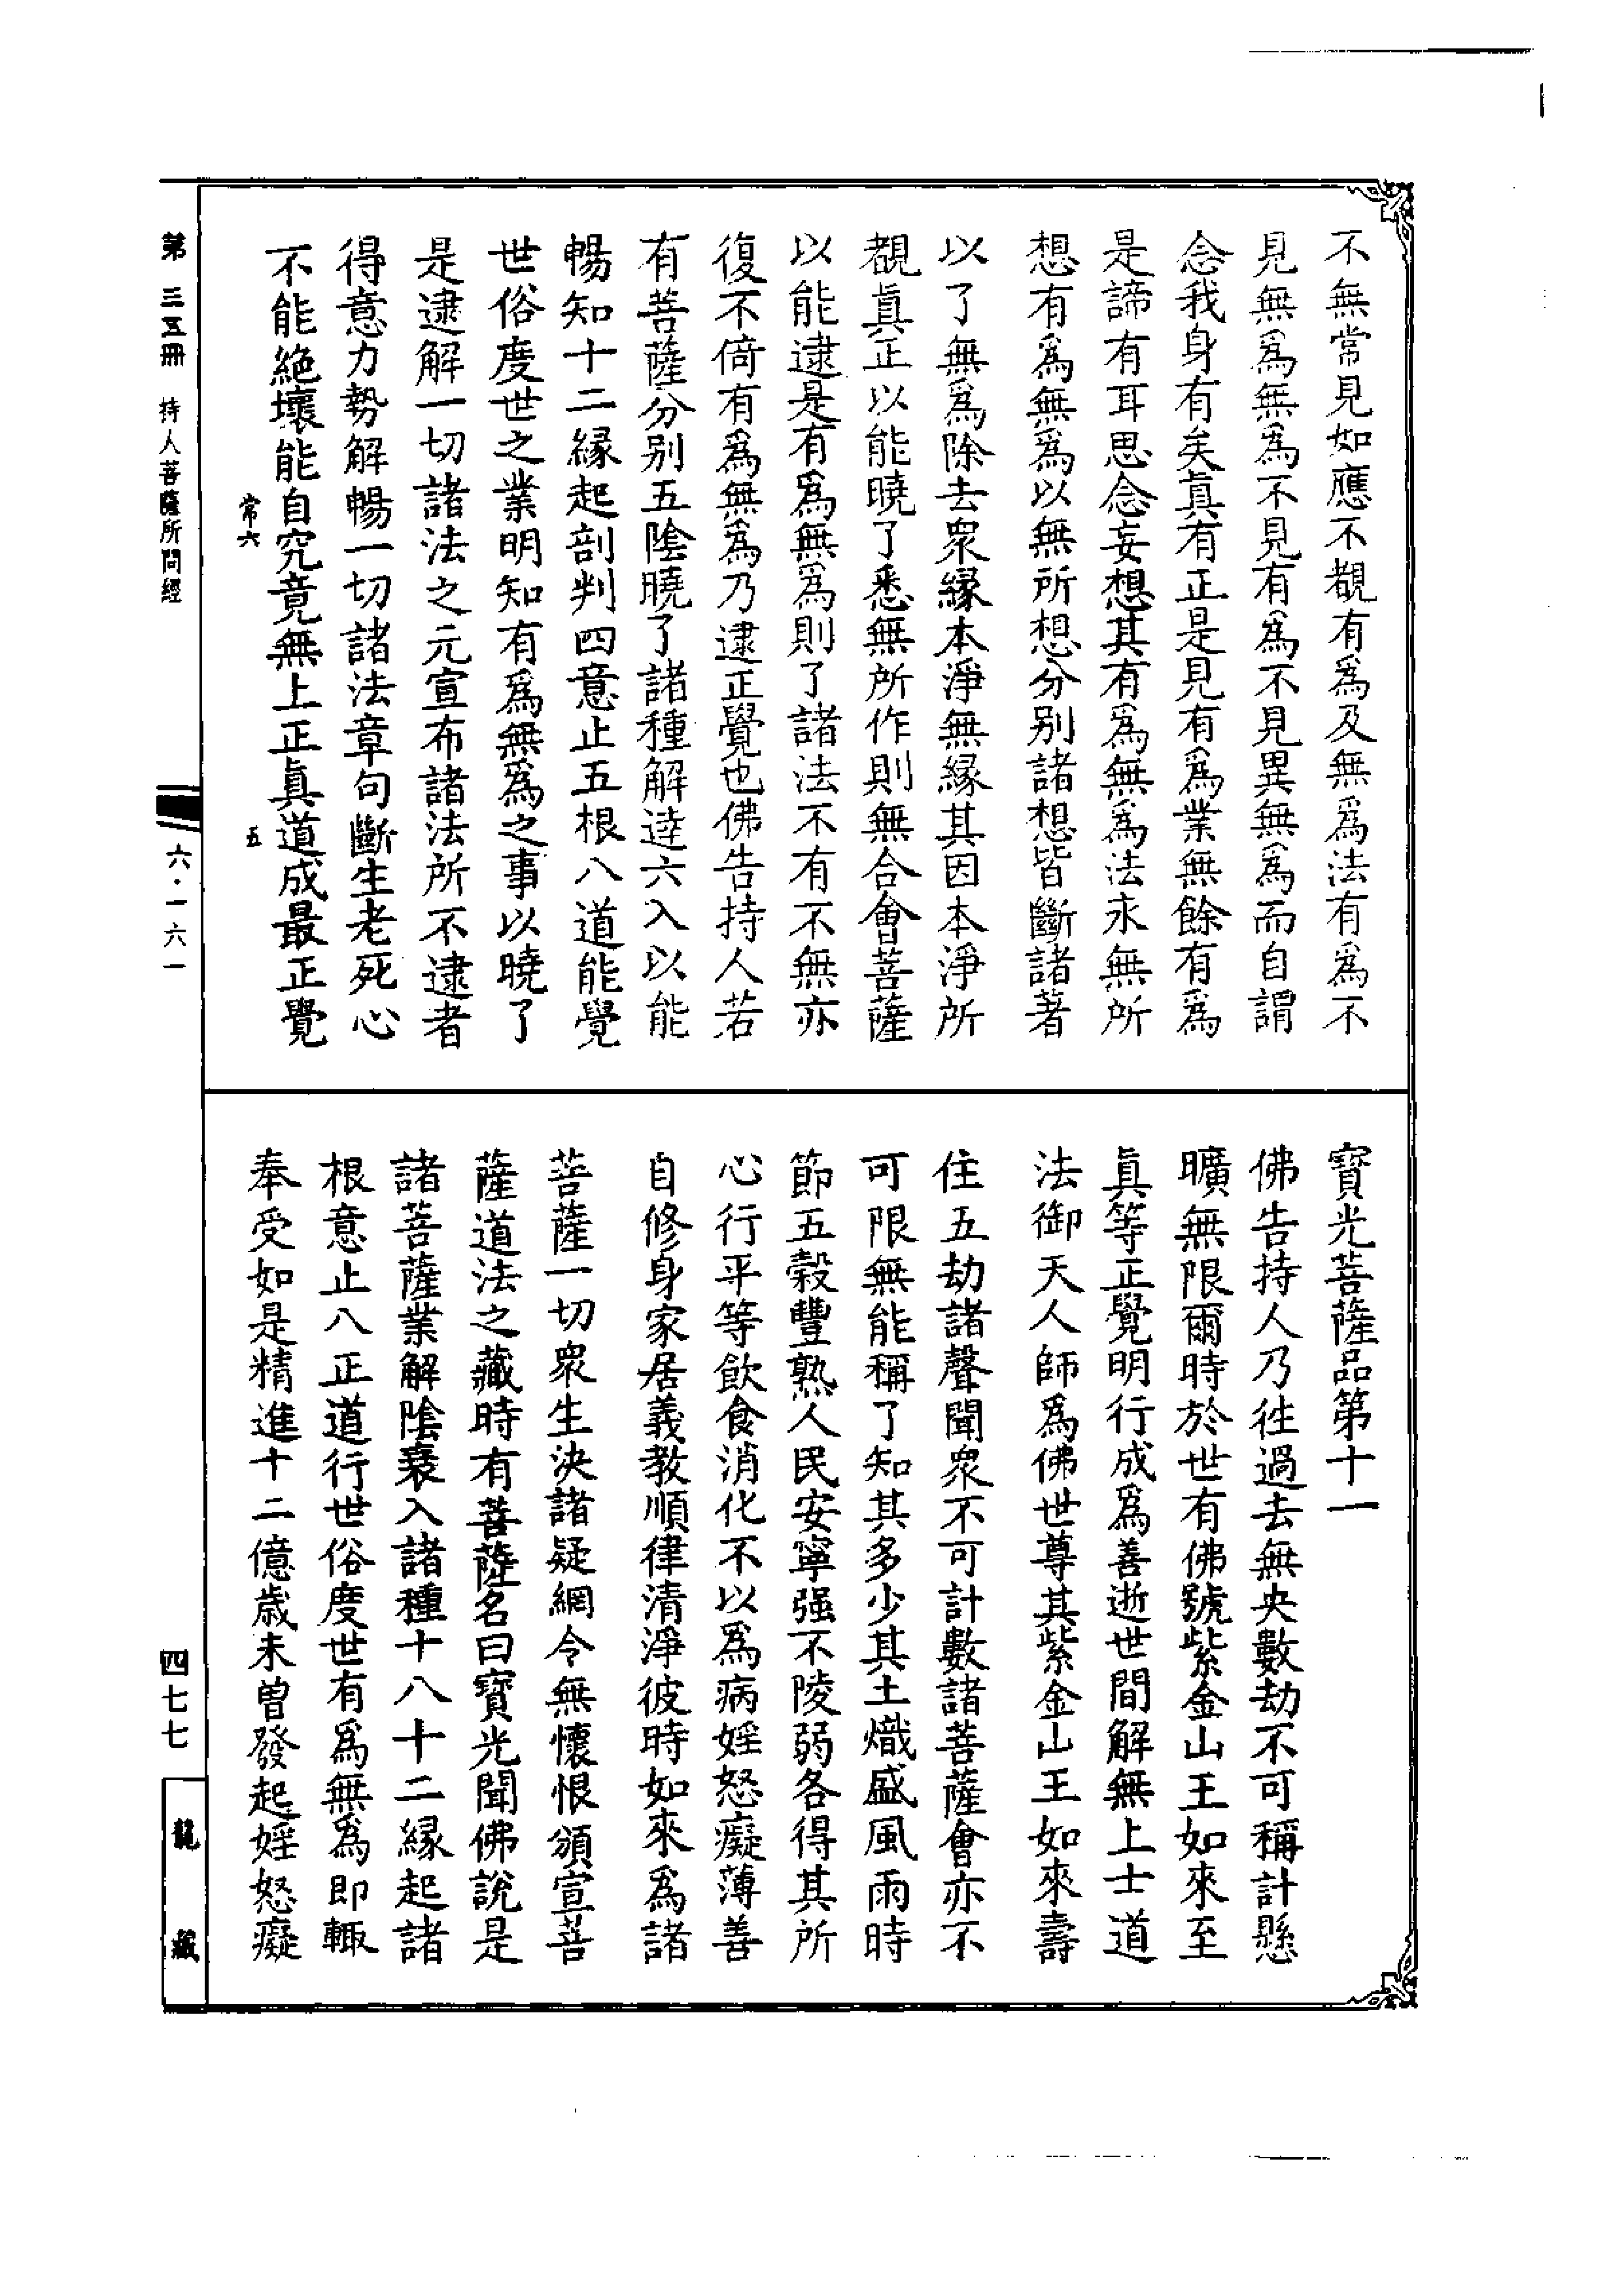 不無常見如應不覩有爲及無爲法有爲不
見無爲無爲不見有爲不見異無爲而自謂
念我身有矣眞有正是見有爲業無餘有爲
是諦有耳思念妄想其有爲無爲法永無所
想有爲無爲以無所想分别諸想皆斷諸著
以了無爲除去衆緣本淨無緣其因本淨所
覩眞正以能曉了悉無所作則無合會菩薩
以能逮是有爲無爲則了諸法不有不無亦
復不倚有爲無爲乃逮正覺也佛告持人若
有菩薩分别五陰曉了諸種解達六入以能
暢知十二緣起剖判四意止五根八道能覺
世俗度世之業明知有爲無爲之事以曉了
是逮解一切諸法之元宣布諸法所不逮者
得意力勢解暢一切諸法章句斷生老死心
不能絶壞能自究竟無上正眞道成最正覺
常六
五
寶光菩薩品第十一
佛告持人乃徃過去無央數劫不可稱計懸
曠無限爾時於世有佛號紫金山王如來至
眞等正覺明行成爲善逝世間解無上士道
法御天人師爲佛世尊其紫金山王如來壽
住五劫諸聲聞衆不可計數諸菩薩會亦不
可限無能稱了知其多少其土熾盛風雨時
節五穀豐熟人民安寧强不陵弱各得其所
心行平等飲食消化不以爲病婬怒癡薄善
自修身家居義教順律清淨彼時如來爲諸
菩薩一切衆生決諸疑網令無懷恨頒宣菩
薩道法之藏時有菩薩名曰寶光聞佛說是
諸菩薩業解陰衰入諸種十八十二緣起諸
根意止八正道行世俗度世有爲無爲即輙
奉受如是精進十二億歲未曽發起婬怒癡
第三五冊 持人菩薩所問經
六·一六一
四七七
龍藏